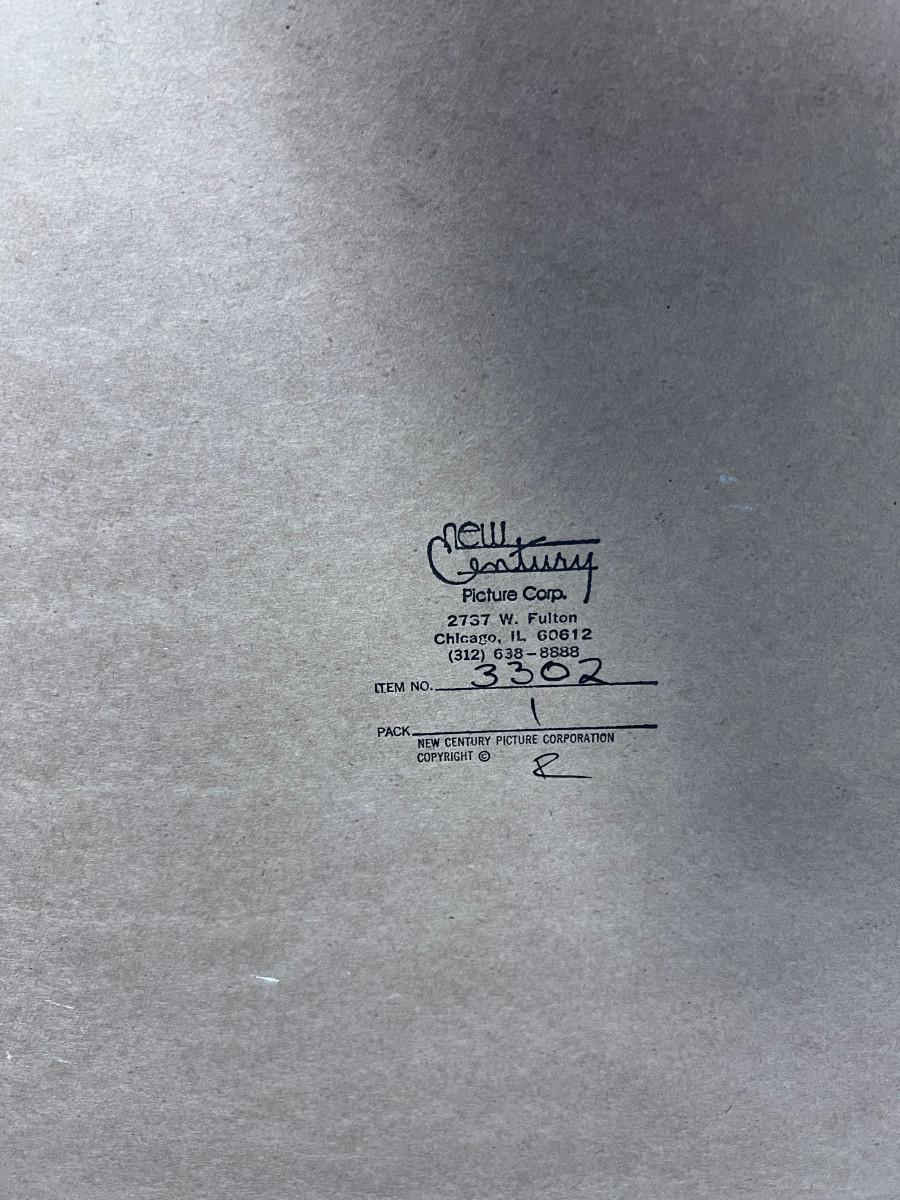 new
Century
Picture Corp.
2737 W. Fulton
Chicago, IL 60612
(312) 638-8888
ITEM NO. 3302
PACK 1
NEW CENTURY PICTURE CORPORATION
COPYRIGHT ©
R